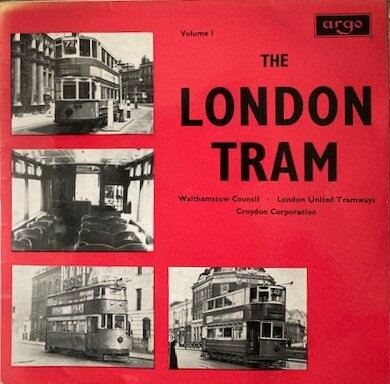 Volume 1
argo
THE
LONDON
TRAM
Walthamstow Council · London United Tramways
Croydon Corporation